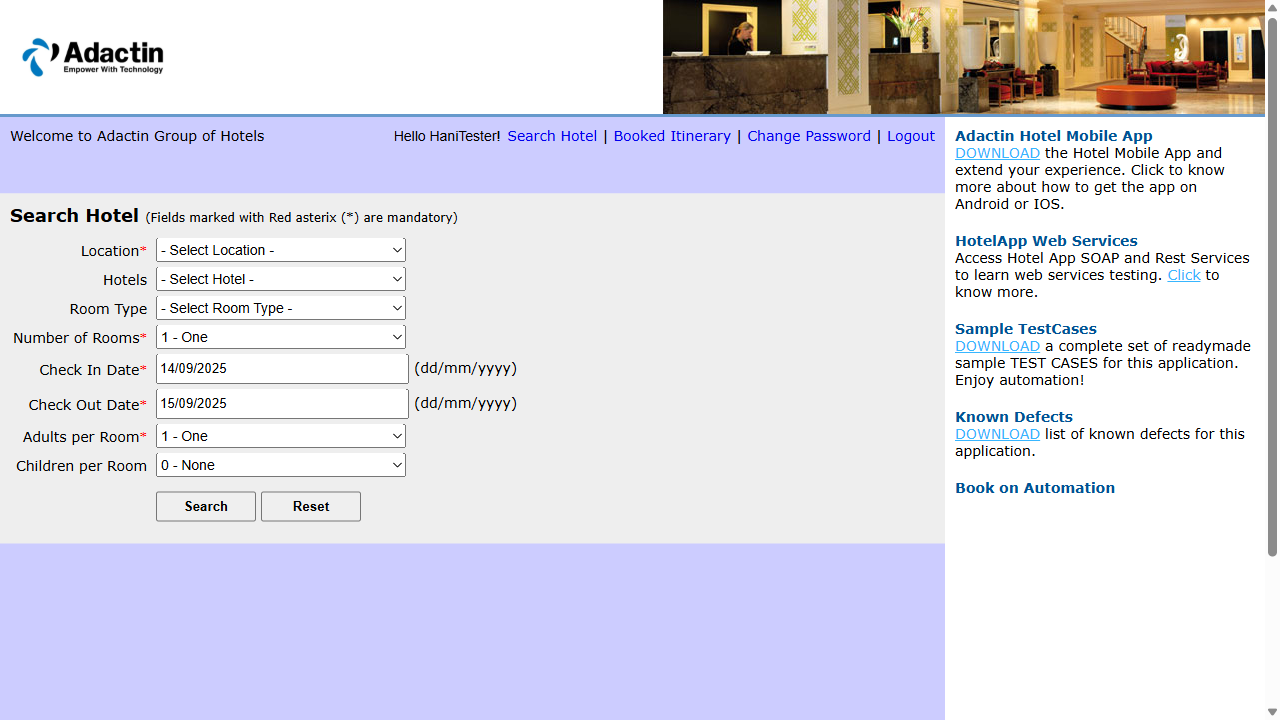 Adactin
Empower With Technology
Welcome to Adactin Group of Hotels
Hello HaniTester! Search Hotel | Booked Itinerary | Change Password | Logout
Search Hotel (Fields marked with Red asterix (*) are mandatory)
Location* - Select Location -
Hotels - Select Hotel -
Room Type - Select Room Type -
Number of Rooms* 1 - One
Check In Date* 14/09/2025 (dd/mm/yyyy)
Check Out Date* 15/09/2025 (dd/mm/yyyy)
Adults per Room* 1 - One
Children per Room 0 - None
Search Reset
Adactin Hotel Mobile App
DOWNLOAD the Hotel Mobile App and
extend your experience. Click to know
more about how to get the app on
Android or IOS.
HotelApp Web Services
Access Hotel App SOAP and Rest Services
to learn web services testing. Click to
know more.
Sample TestCases
DOWNLOAD a complete set of readymade
sample TEST CASES for this application.
Enjoy automation!
Known Defects
DOWNLOAD list of known defects for this
application.
Book on Automation